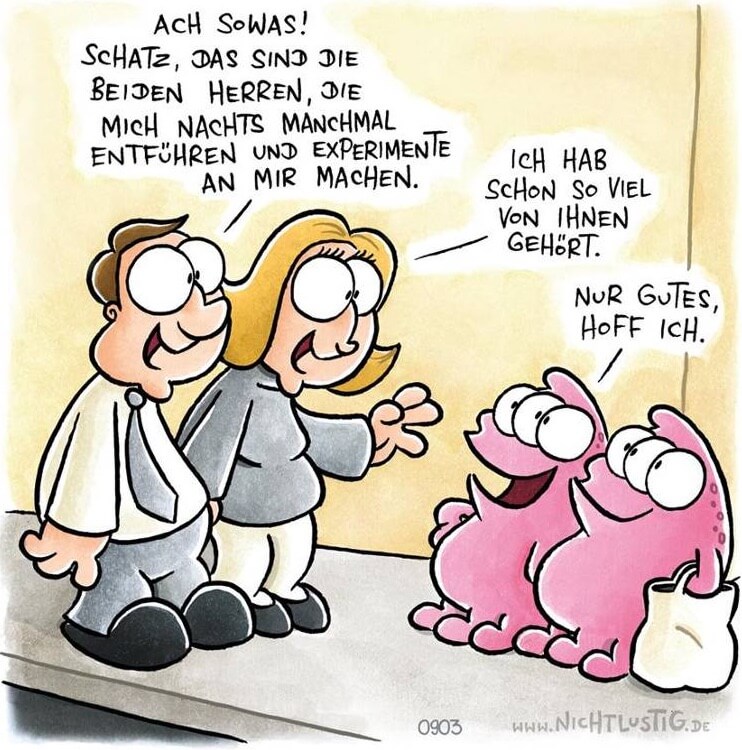 ACH SOWAS!
SCHATZ, DAS SIND DIE
BEIDEN HERREN, DIE
MICH NACHTS MANCHMAL
ENTFÜHREN UND EXPERIMENTE
AN MIR MACHEN.
ICH HAB
SCHON SO VIEL
VON IHNEN
GEHÖRT.
NUR GUTES,
HOFF ICH.
0903
WWW.NICHTLUSTIG.DE